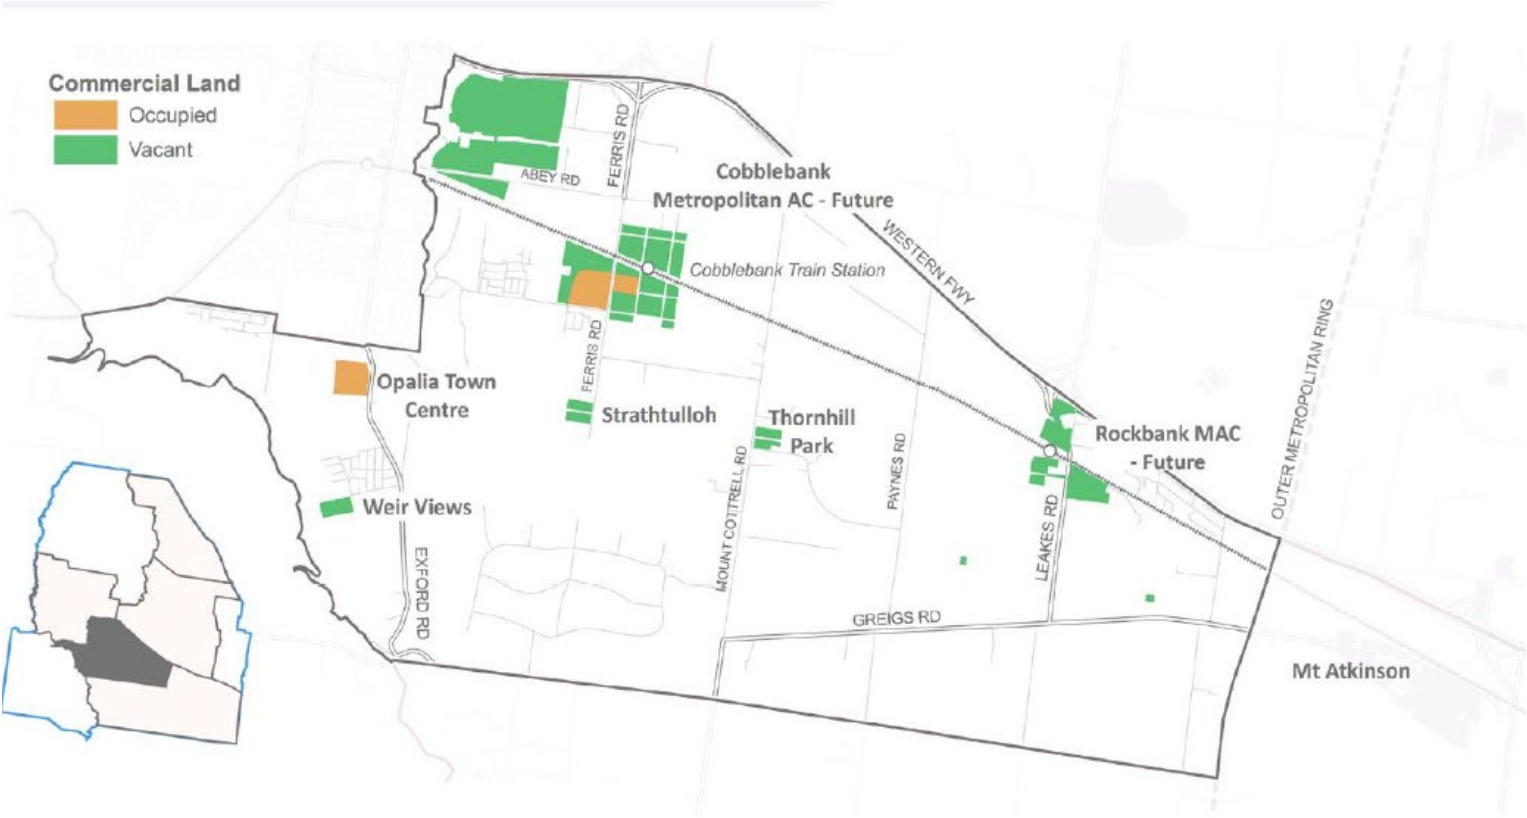 Commercial Land
Occupied
Vacant
FERRIS RD
ABEY RD
Cobblebank
Metropolitan AC - Future
WESTERN FWY
Cobblebank Train Station
OUTER METROPOLITAN RING
FERRIS RD
Opalia Town
Centre
Strathtulloh
Thornhill
Park
Rockbank MAC
- Future
MOUNT COTTRELL RD
PAYNES RD
LEAKES RD
Weir Views
EXFORD RD
GREIGS RD
Mt Atkinson